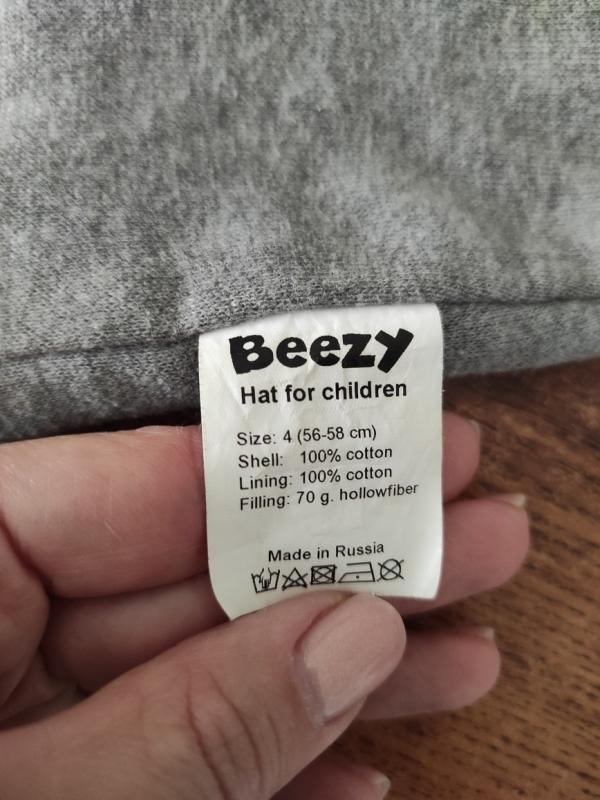 Beezy
Hat for children
Size: 4 (56-58 cm)
Shell: 100% cotton
Lining: 100% cotton
Filling: 70 g. hollowfiber
Made in Russia